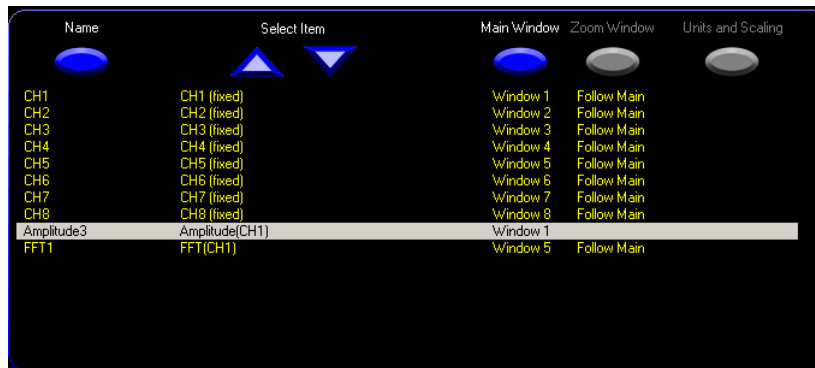 Name Select Item Main Window Zoom Window Units and Scaling
CH1 CH1 (fixed) Window 1 Follow Main
CH2 CH2 (fixed) Window 2 Follow Main
CH3 CH3 (fixed) Window 3 Follow Main
CH4 CH4 (fixed) Window 4 Follow Main
CH5 CH5 (fixed) Window 5 Follow Main
CH6 CH6 (fixed) Window 6 Follow Main
CH7 CH7 (fixed) Window 7 Follow Main
CH8 CH8 (fixed) Window 8 Follow Main
Amplitude3 Amplitude(CH1) Window 1
FFT1 FFT(CH1) Window 5 Follow Main